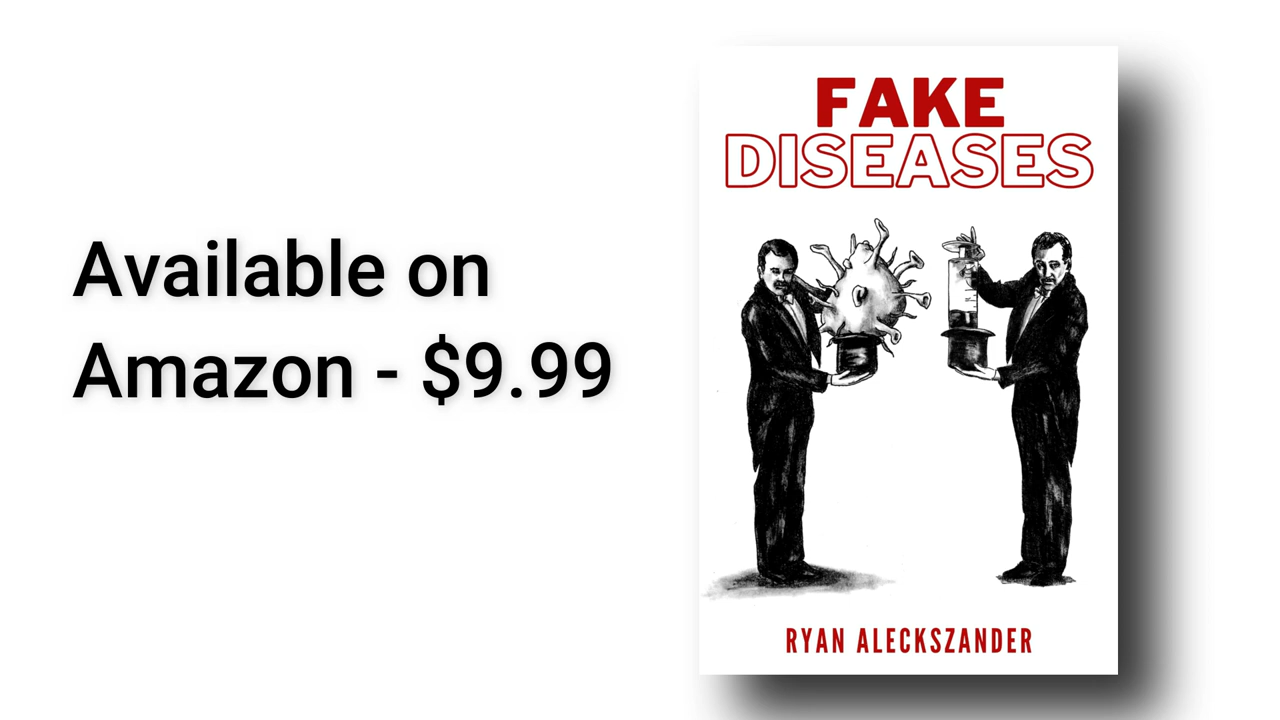 Available on
Amazon - $9.99
FAKE
DISEASES
RYAN ALECKSZANDER